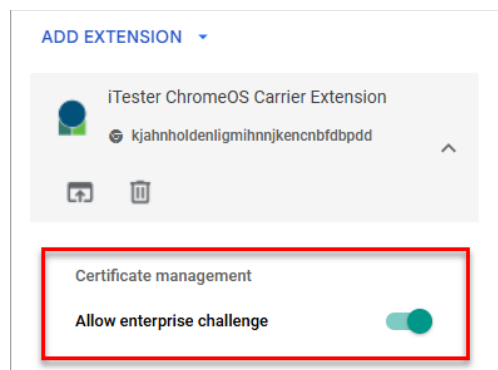 ADD EXTENSION
iTester ChromeOS Carrier Extension
kjahnholdenligmihnnjkencnbfdbpdd
Certificate management
Allow enterprise challenge